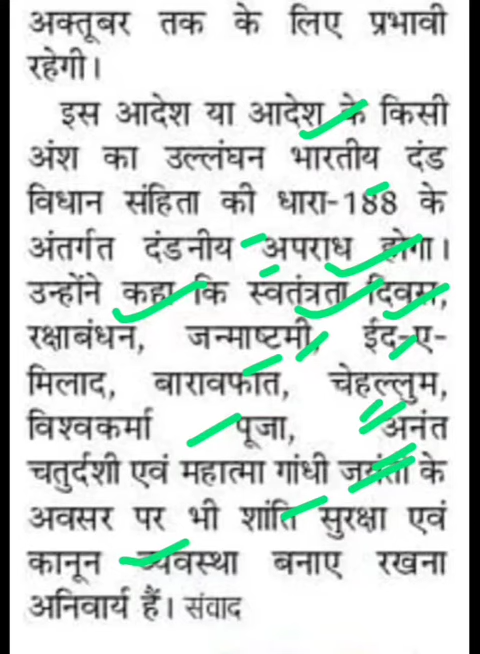 अक्तूबर तक के लिए प्रभावी
रहेगी।
इस आदेश या आदेश के किसी
अंश का उल्लंघन भारतीय दंड
विधान संहिता की धारा-188 के
अंतर्गत दंडनीय अपराध होगा।
उन्होंने कहा कि स्वतंत्रता दिवस,
रक्षाबंधन, जन्माष्टमी, ईद-ए-
मिलाद, बारावफात, चेहल्लुम,
विश्वकर्मा पूजा, अनंत
चतुर्दशी एवं महात्मा गांधी जयंती के
अवसर पर भी शांति सुरक्षा एवं
कानून व्यवस्था बनाए रखना
अनिवार्य हैं। संवाद